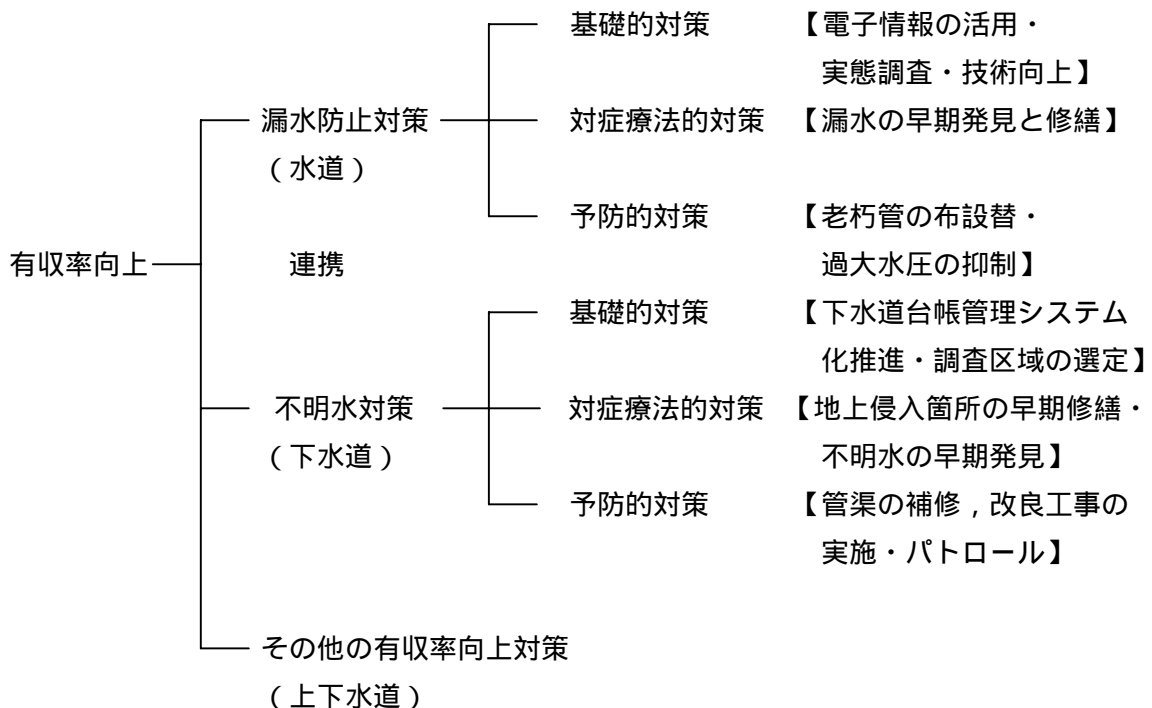 基礎的対策 【電子情報の活用・
実態調査・技術向上】
漏水防止対策 対症療法的対策 【漏水の早期発見と修繕】
(水道)
予防的対策 【老朽管の布設替・
有収率向上 連携 過大水圧の抑制】
基礎的対策 【下水道台帳管理システム
化推進・調査区域の選定】
不明水対策 対症療法的対策 【地上侵入箇所の早期修繕・
(下水道) 不明水の早期発見】
予防的対策 【管渠の補修,改良工事の
実施・パトロール】
その他の有収率向上対策
(上下水道)